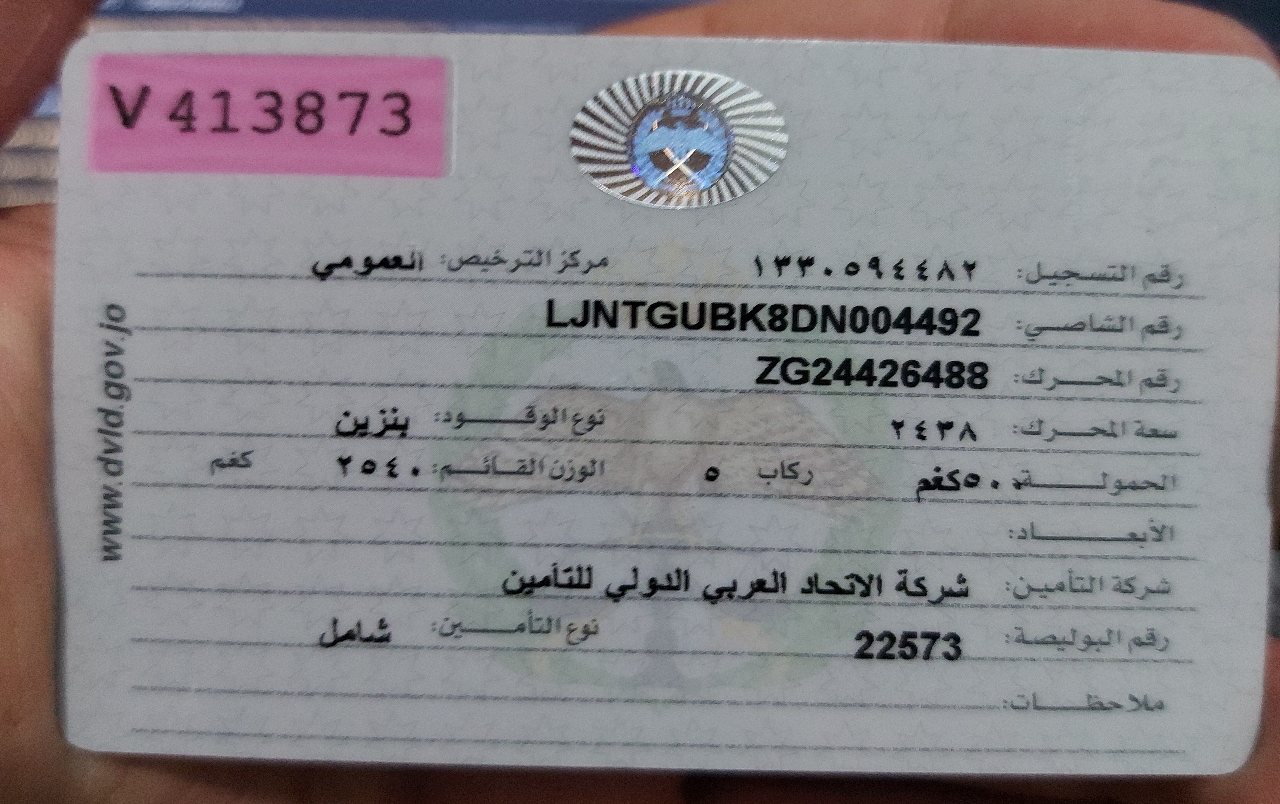 V 413873
رقم التسجيل: ١٣٣٠٥٩٤٤٨٢ مركز الترخيص: العمومي
رقم الشاصي: LJNTGUBK8DN004492
رقم المحرك: ZG24426488
سعة المحرك: ٢٤٣٨ نوع الوقود: بنزين
الحمولة: ٥٠٠كغم ركاب ٥ الوزن القائم: ٢٥٤٠ كغم
الأبعاد:
شركة التأمين: شركة الاتحاد العربي الدولي للتأمين
رقم البوليصة: 22573 نوع التأمين: شامل
ملاحظات:
www.dvld.gov.jo